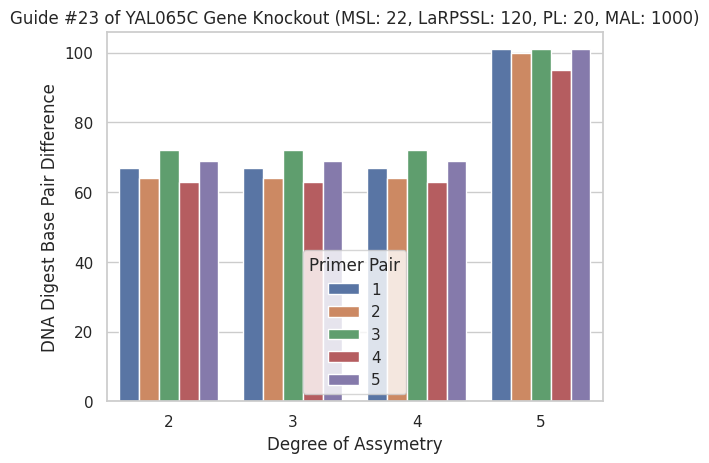 Guide #23 of YAL065C Gene Knockout (MSL: 22, LaRPSSL: 120, PL: 20, MAL: 1000)
DNA Digest Base Pair Difference
100
80
60
40
20
0
Primer Pair
1
2
3
4
5
2 3 4 5
Degree of Assymetry